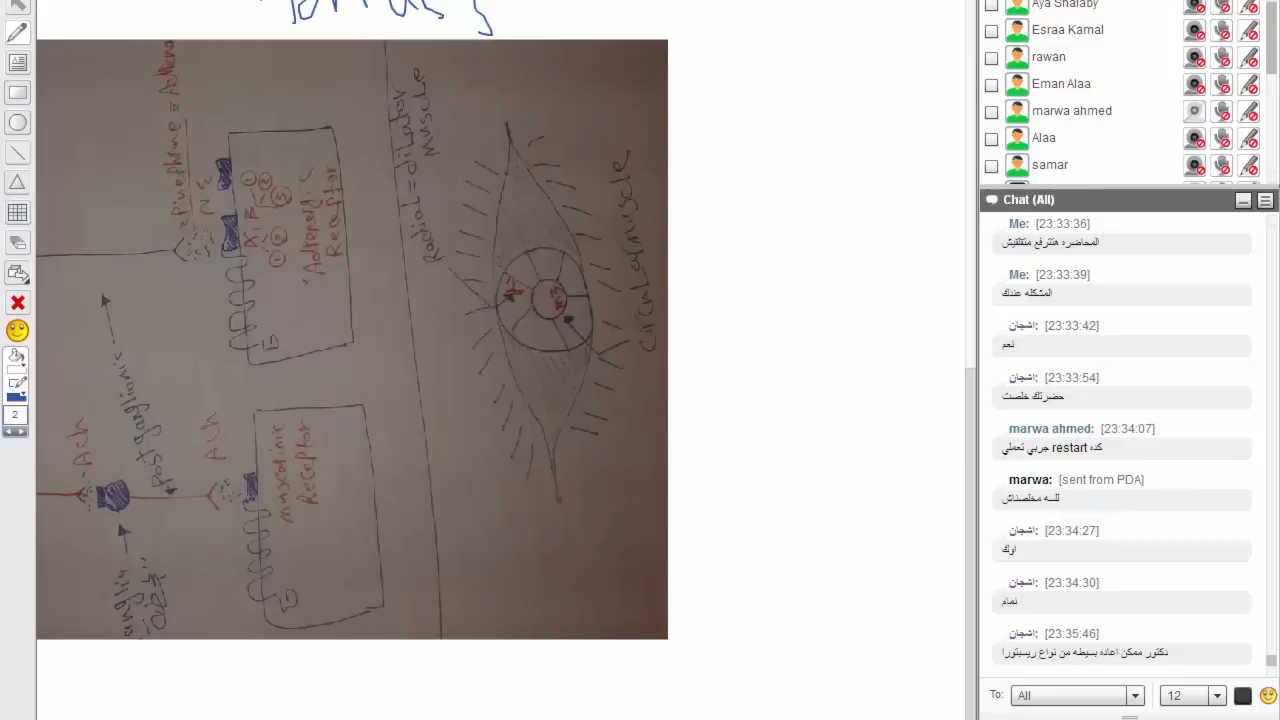 Aya Shalaby
Esraa Kamal
rawan
Eman Alaa
marwa ahmed
Alaa
samar
Chat (All)
Me: [23:33:36]
المحاضره هتترفع متقلقيش
Me: [23:33:39]
المشكله عندك
اشجان: [23:33:42]
نعم
اشجان: [23:33:54]
حضرتك خلصت
marwa ahmed: [23:34:07]
جربي تعملي restart كده
marwa: [sent from PDA]
للسه مخلصناش
اشجان: [23:34:27]
اوك
اشجان: [23:34:30]
تمام
اشجان: [23:35:46]
دكتور ممكن اعاده بسيطه من نواع ريسبتورا
To: All 12
2
Radial = dilator
muscle
Circular muscle
N.E
Adrenergic
Receptor
Post ganglionic
Ach
Ach
Muscarinic
Receptor